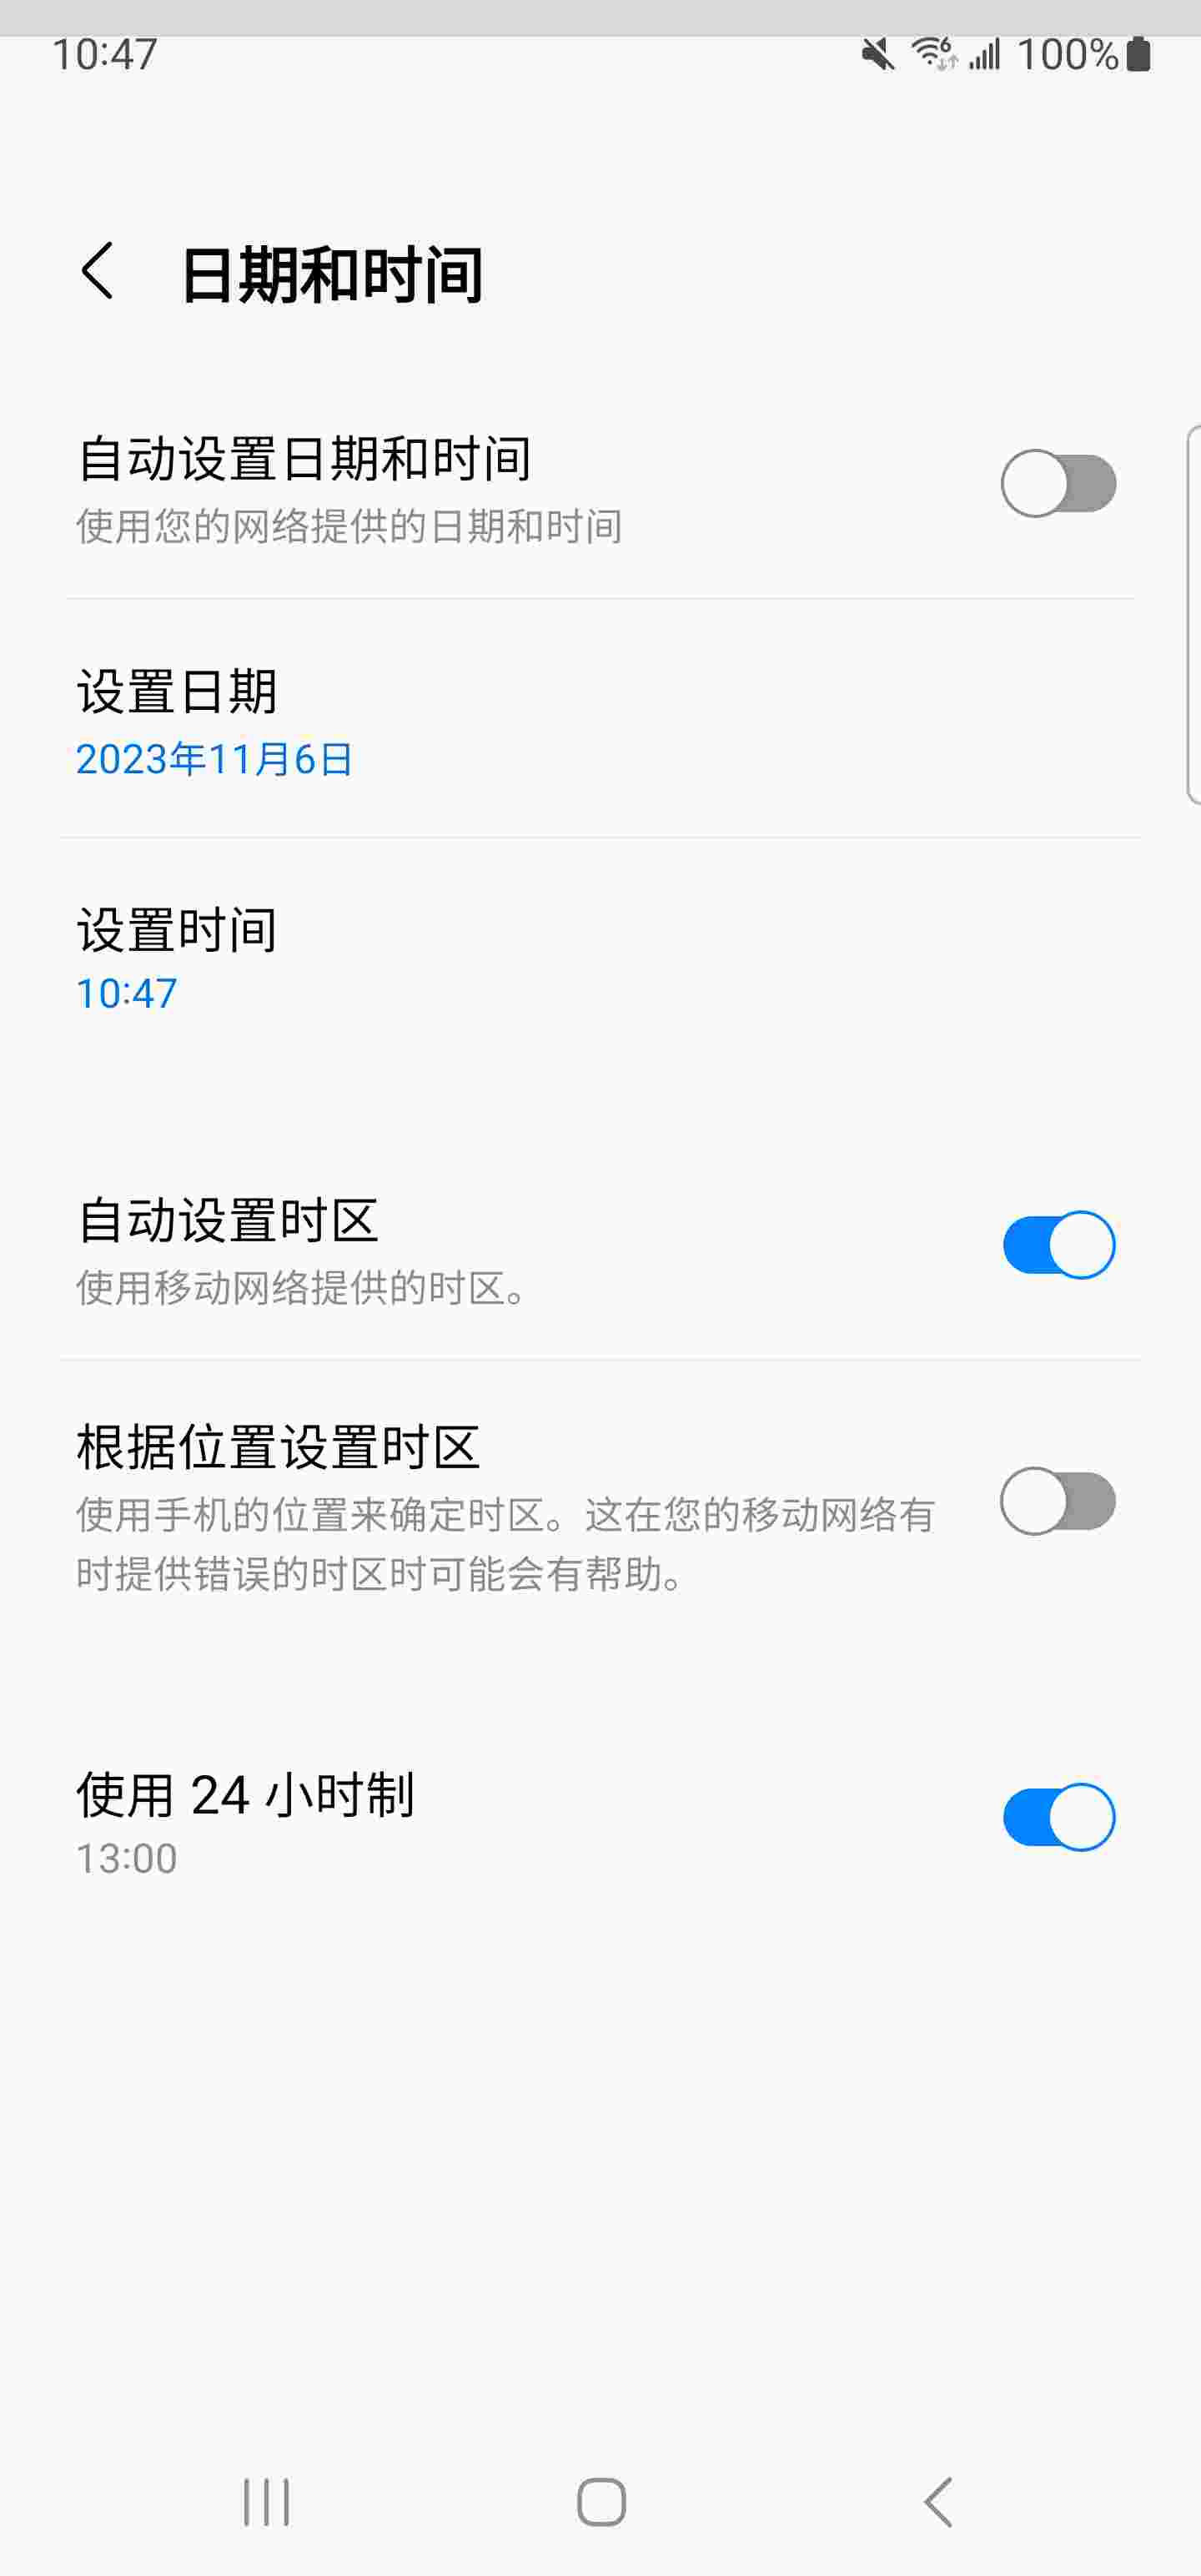 10:47
6
100%
日期和时间
自动设置日期和时间
使用您的网络提供的日期和时间
设置日期
2023年11月6日
设置时间
10:47
自动设置时区
使用移动网络提供的时区。
根据位置设置时区
使用手机的位置来确定时区。这在您的移动网络有
时提供错误的时区时可能会有帮助。
使用 24 小时制
13:00